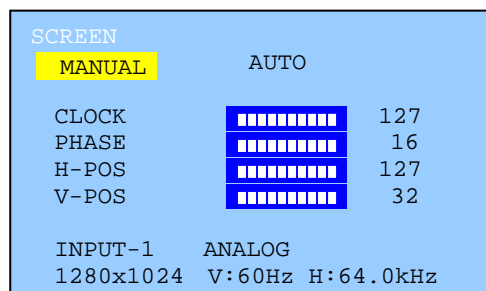 SCREEN
MANUAL AUTO
CLOCK 127
PHASE 16
H-POS 127
V-POS 32
INPUT-1 ANALOG
1280x1024 V:60Hz H:64.0kHz